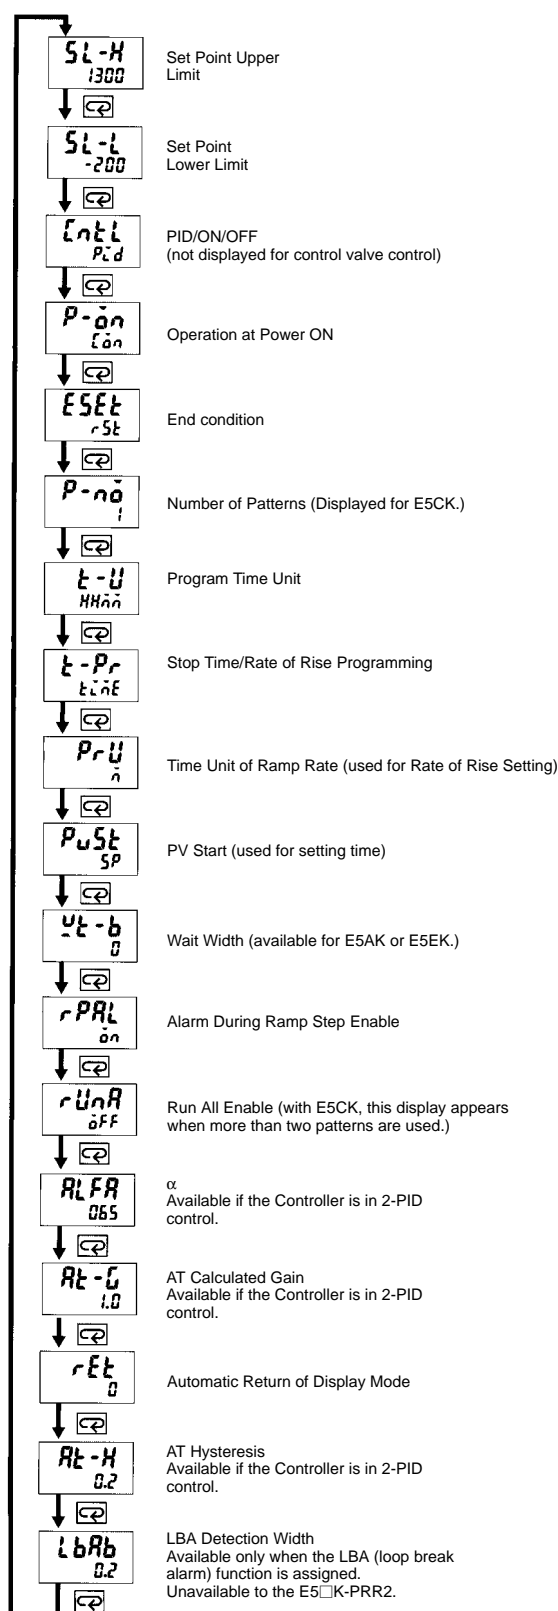 SL-H
1300
Set Point Upper
Limit
SL-L
-200
Set Point
Lower Limit
CntL
Pid
PID/ON/OFF
(not displayed for control valve control)
P-on
Con
Operation at Power ON
ESEt
rSt
End condition
P-no
1
Number of Patterns (Displayed for E5CK.)
t-U
HHmm
Program Time Unit
t-Pr
timE
Stop Time/Rate of Rise Programming
PrU
m
Time Unit of Ramp Rate (used for Rate of Rise Setting)
PvSt
SP
PV Start (used for setting time)
Wt-b
0
Wait Width (available for E5AK or E5EK.)
rPAL
on
Alarm During Ramp Step Enable
rUnA
oFF
Run All Enable (with E5CK, this display appears
when more than two patterns are used.)
ALFA
065
α
Available if the Controller is in 2-PID
control.
At-G
1.0
AT Calculated Gain
Available if the Controller is in 2-PID
control.
rEt
0
Automatic Return of Display Mode
At-H
0.2
AT Hysteresis
Available if the Controller is in 2-PID
control.
LbAb
0.2
LBA Detection Width
Available only when the LBA (loop break
alarm) function is assigned.
Unavailable to the E5□K-PRR2.